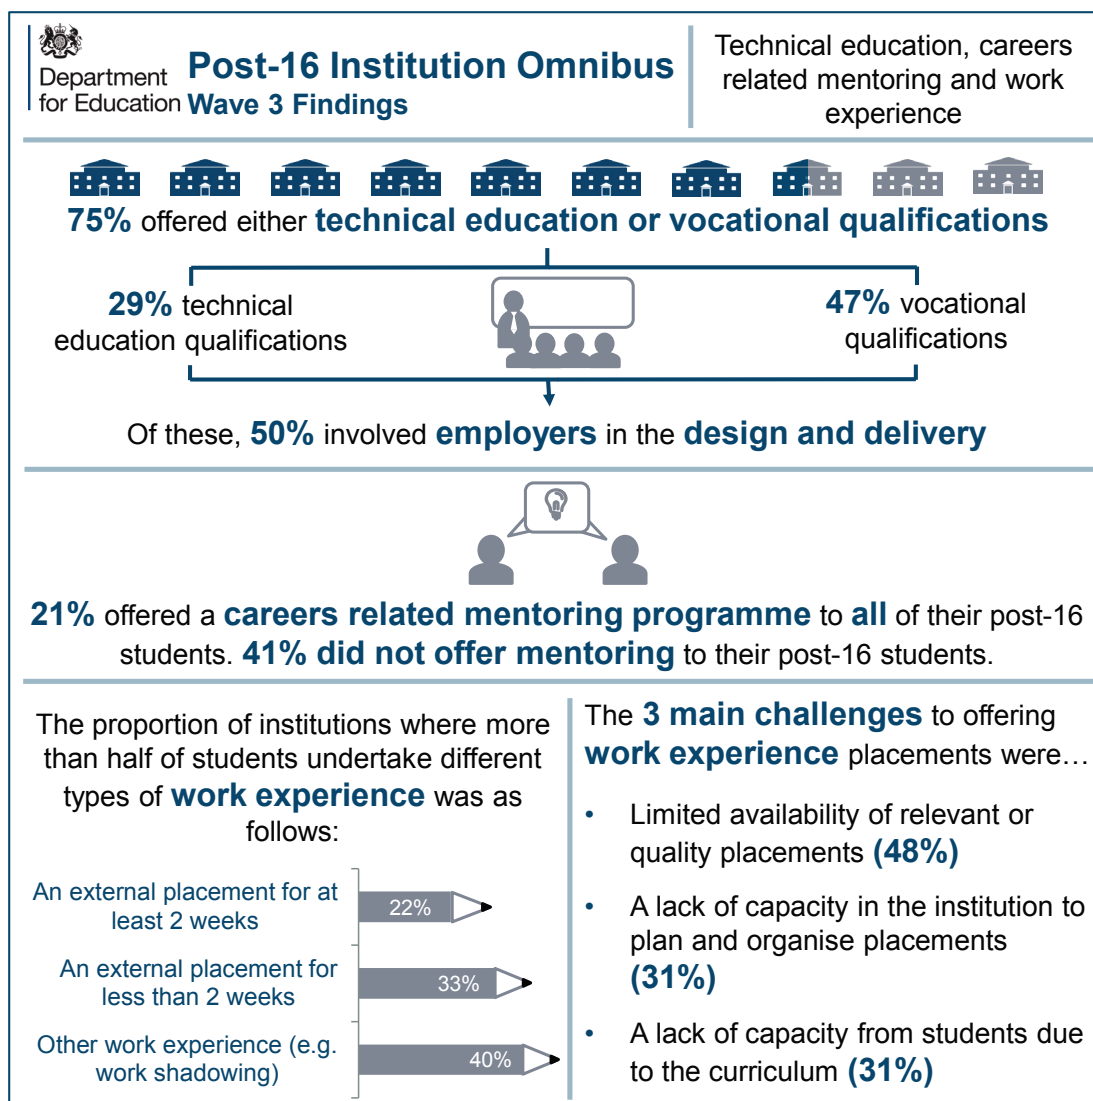 Department
for Education
Post-16 Institution Omnibus
Wave 3 Findings
Technical education, careers
related mentoring and work
experience
75% offered either technical education or vocational qualifications
29% technical
education qualifications
47% vocational
qualifications
Of these, 50% involved employers in the design and delivery
21% offered a careers related mentoring programme to all of their post-16
students. 41% did not offer mentoring to their post-16 students.
The proportion of institutions where more
than half of students undertake different
types of work experience was as
follows:
An external placement for at
least 2 weeks
22%
An external placement for
less than 2 weeks
33%
Other work experience (e.g.
work shadowing)
40%
The 3 main challenges to offering
work experience placements were…
• Limited availability of relevant or
quality placements (48%)
• A lack of capacity in the institution to
plan and organise placements
(31%)
• A lack of capacity from students due
to the curriculum (31%)